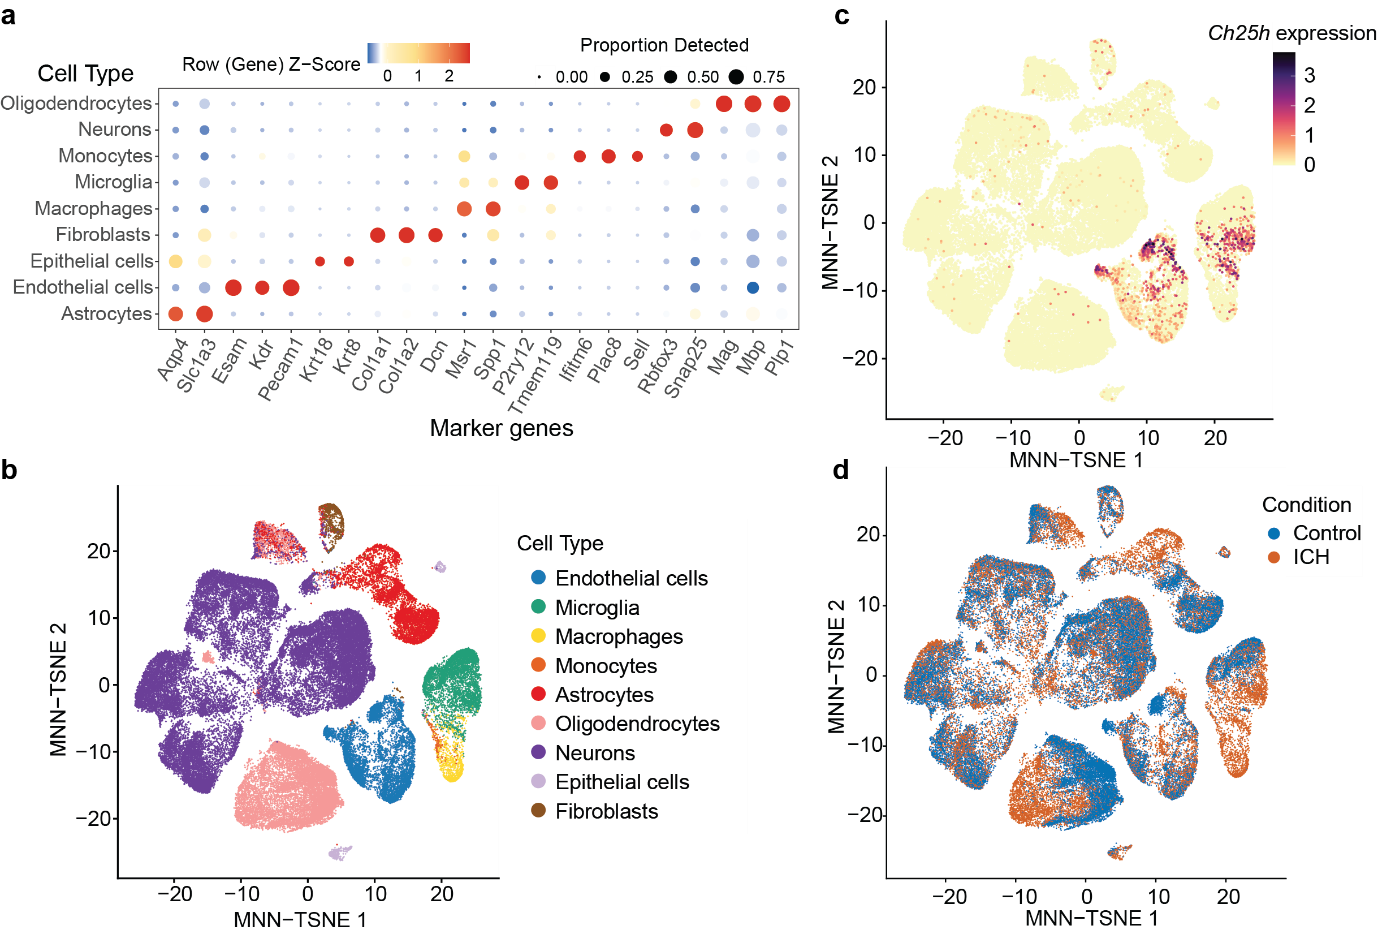 a
Row (Gene) Z−Score
0 1 2
Proportion Detected
0.00 0.25 0.50 0.75
Cell Type
Oligodendrocytes
Neurons
Monocytes
Microglia
Macrophages
Fibroblasts
Epithelial cells
Endothelial cells
Astrocytes
Aqp4
Slc1a3
Esam
Kdr
Pecam1
Krt18
Krt8
Col1a1
Col1a2
Dcn
Msr1
Spp1
P2ry12
Tmem119
Ifitm6
Plac8
Sell
Rbfox3
Snap25
Mag
Mbp
Plp1
Marker genes
c
Ch25h expression
3
2
1
0
20
10
0
−10
−20
MNN−TSNE 2
−20 −10 0 10 20
MNN−TSNE 1
b
20
10
0
−10
−20
MNN−TSNE 2
−20 −10 0 10 20
MNN−TSNE 1
Cell Type
Endothelial cells
Microglia
Macrophages
Monocytes
Astrocytes
Oligodendrocytes
Neurons
Epithelial cells
Fibroblasts
d
20
10
0
−10
−20
MNN−TSNE 2
−20 −10 0 10 20
MNN−TSNE 1
Condition
Control
ICH